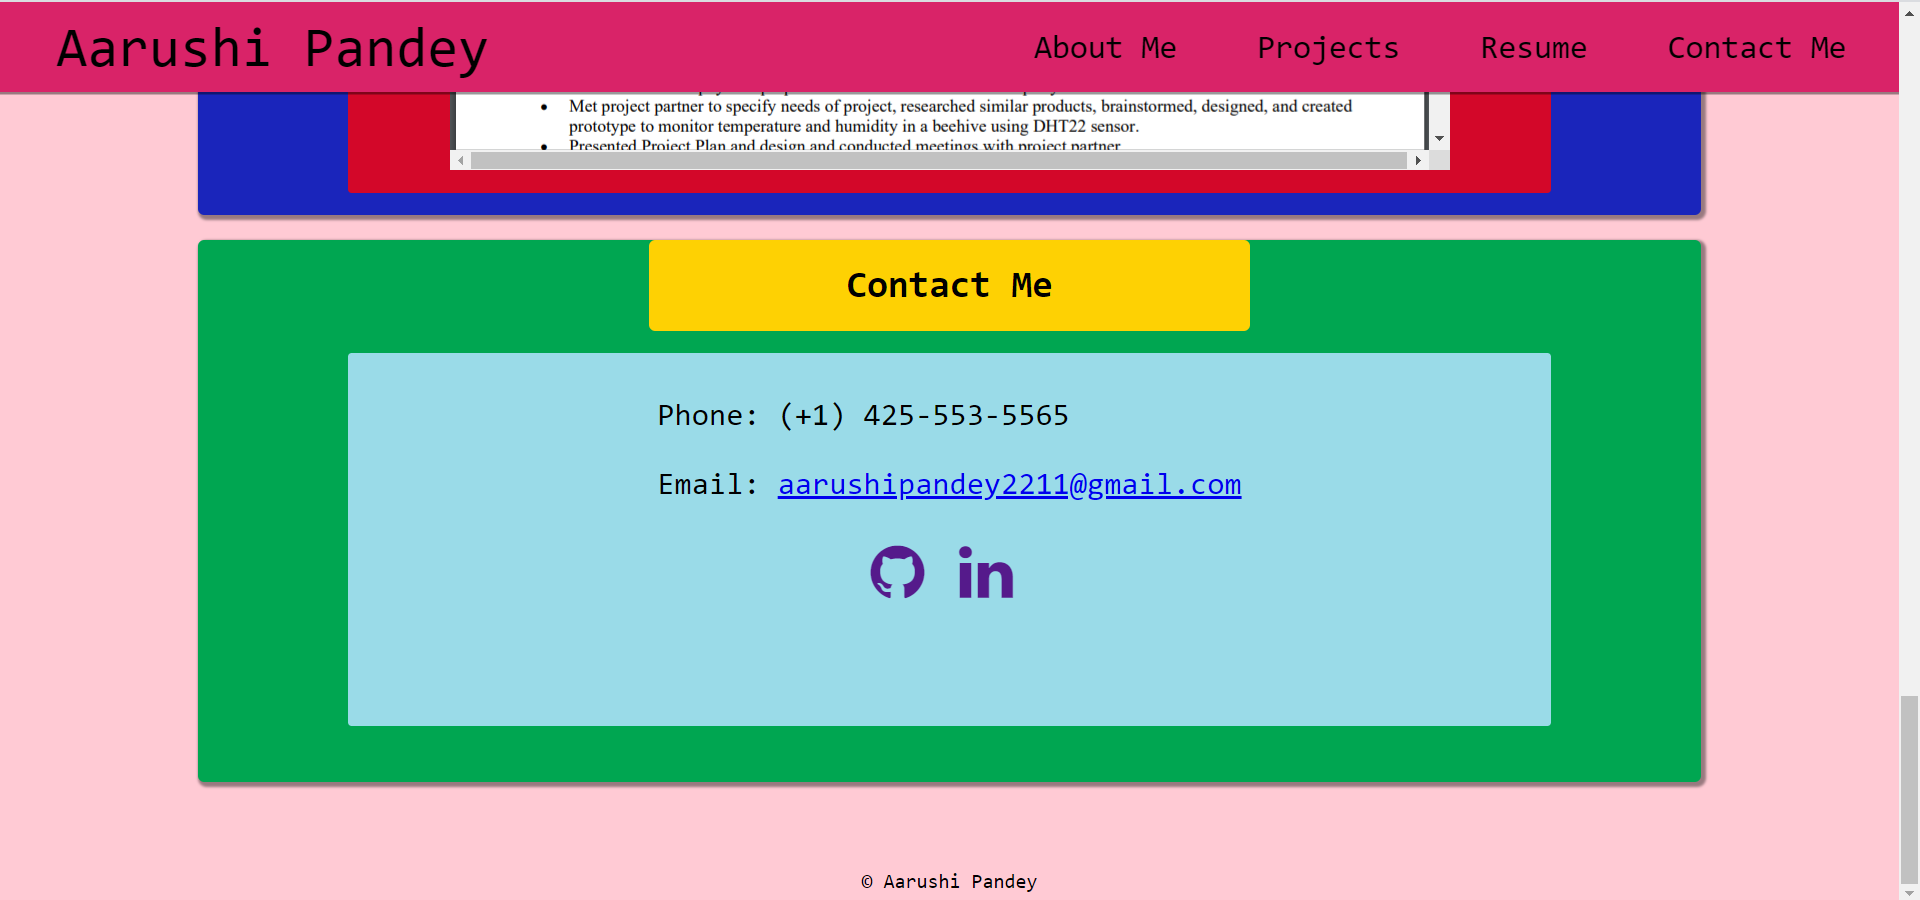 Aarushi Pandey About Me Projects Resume Contact Me
• Met project partner to specify needs of project, researched similar products, brainstormed, designed, and created
prototype to monitor temperature and humidity in a beehive using DHT22 sensor.
• Presented Project Plan and design and conducted meetings with project partner
Contact Me
Phone: (+1) 425-553-5565
Email: aarushipandey2211@gmail.com
in
© Aarushi Pandey